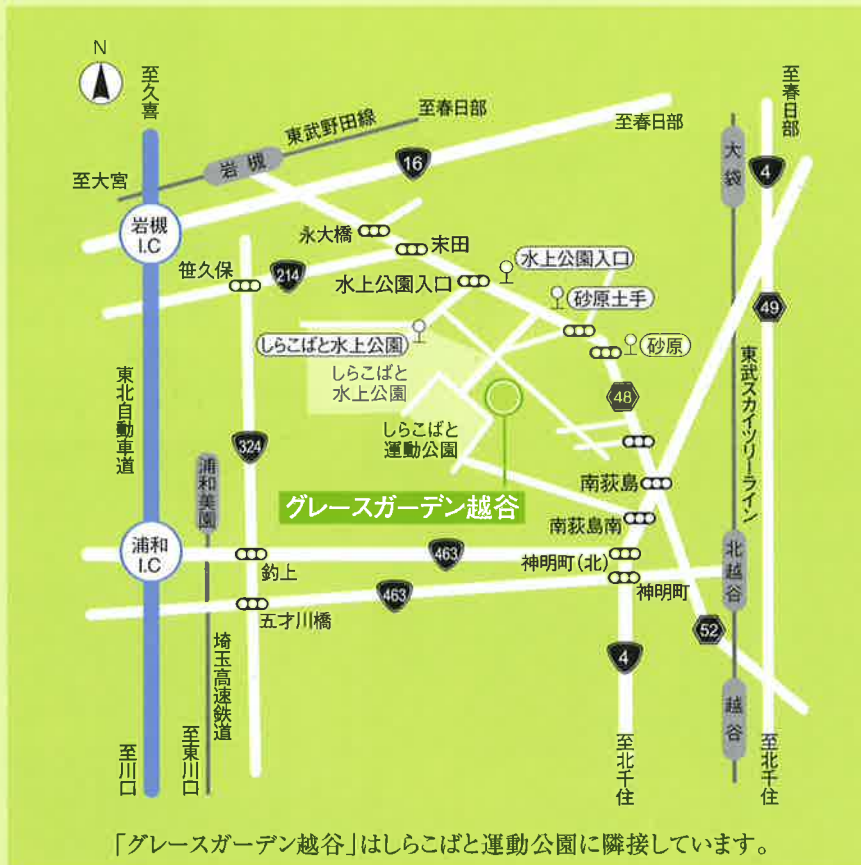 N
至久喜
東武野田線
至春日部
至春日部
至春日部
至大宮
岩槻
16
大袋
4
岩槻
I.C
永大橋
末田
笹久保
214
水上公園入口
水上公園入口
砂原土手
砂原
しらこばと水上公園
しらこばと
水上公園
49
東北自動車道
324
しらこばと
運動公園
48
東武スカイツリーライン
浦和美園
グレースガーデン越谷
南荻島
南荻島南
浦和
I.C
釣上
463
神明町(北)
北越谷
神明町
五才川橋
463
52
4
埼玉高速鉄道
越谷
至川口
至東川口
至北千住
至北千住
「グレースガーデン越谷」はしらこばと運動公園に隣接しています。